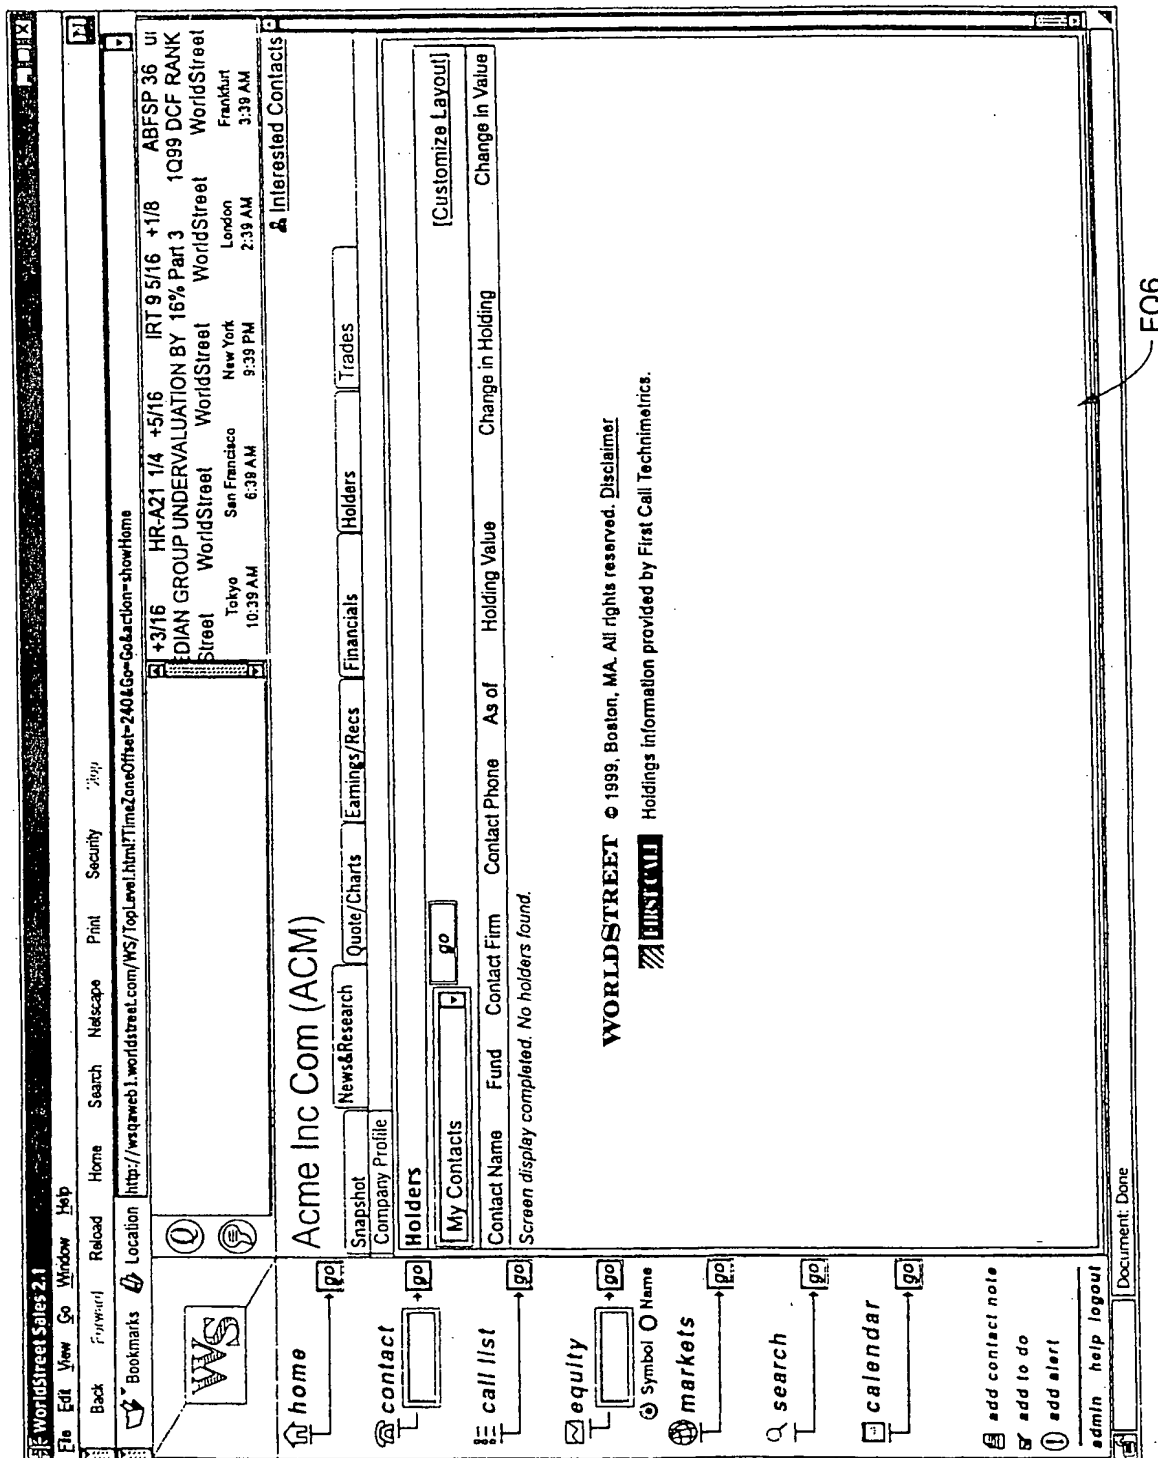 WorldStreet Sales 2.1
File Edit View Go Window Help
Back Forward Reload Home Search Netscape Print Security Stop
Bookmarks Location http://wsqaweb1.worldstreet.com/WS/TopLevel.html?TimeZoneOffset=240&Go=Go&action=showHome
WS
Q
+3/16 HR-A21 1/4 +5/16 IRT 9 5/16 +1/8 ABFSP 36 u
EDIAN GROUP UNDERVALUATION BY 16% Part 3 1Q99 DCF RANK
Street WorldStreet WorldStreet WorldStreet WorldStreet
Tokyo San Francisco New York London Frankfurt
10:39 AM 6:39 AM 9:39 PM 2:39 AM 3:39 AM
home
go
contact
go
call list
go
equity
go
Symbol Name
markets
go
search
go
calendar
go
add contact note
add to do
add alert
admin help logout
Acme Inc Com (ACM)
Interested Contacts
Snapshot News&Research Quote/Charts Earnings/Recs Financials Holders Trades
Company Profile
Holders
My Contacts go [Customize Layout]
Contact Name Fund Contact Firm Contact Phone As of Holding Value Change in Holding Change in Value
Screen display completed. No holders found.
WORLDSTREET © 1999, Boston, MA. All rights reserved. Disclaimer
FIRST CALL Holdings information provided by First Call Technimetrics.
Document: Done
EQ6